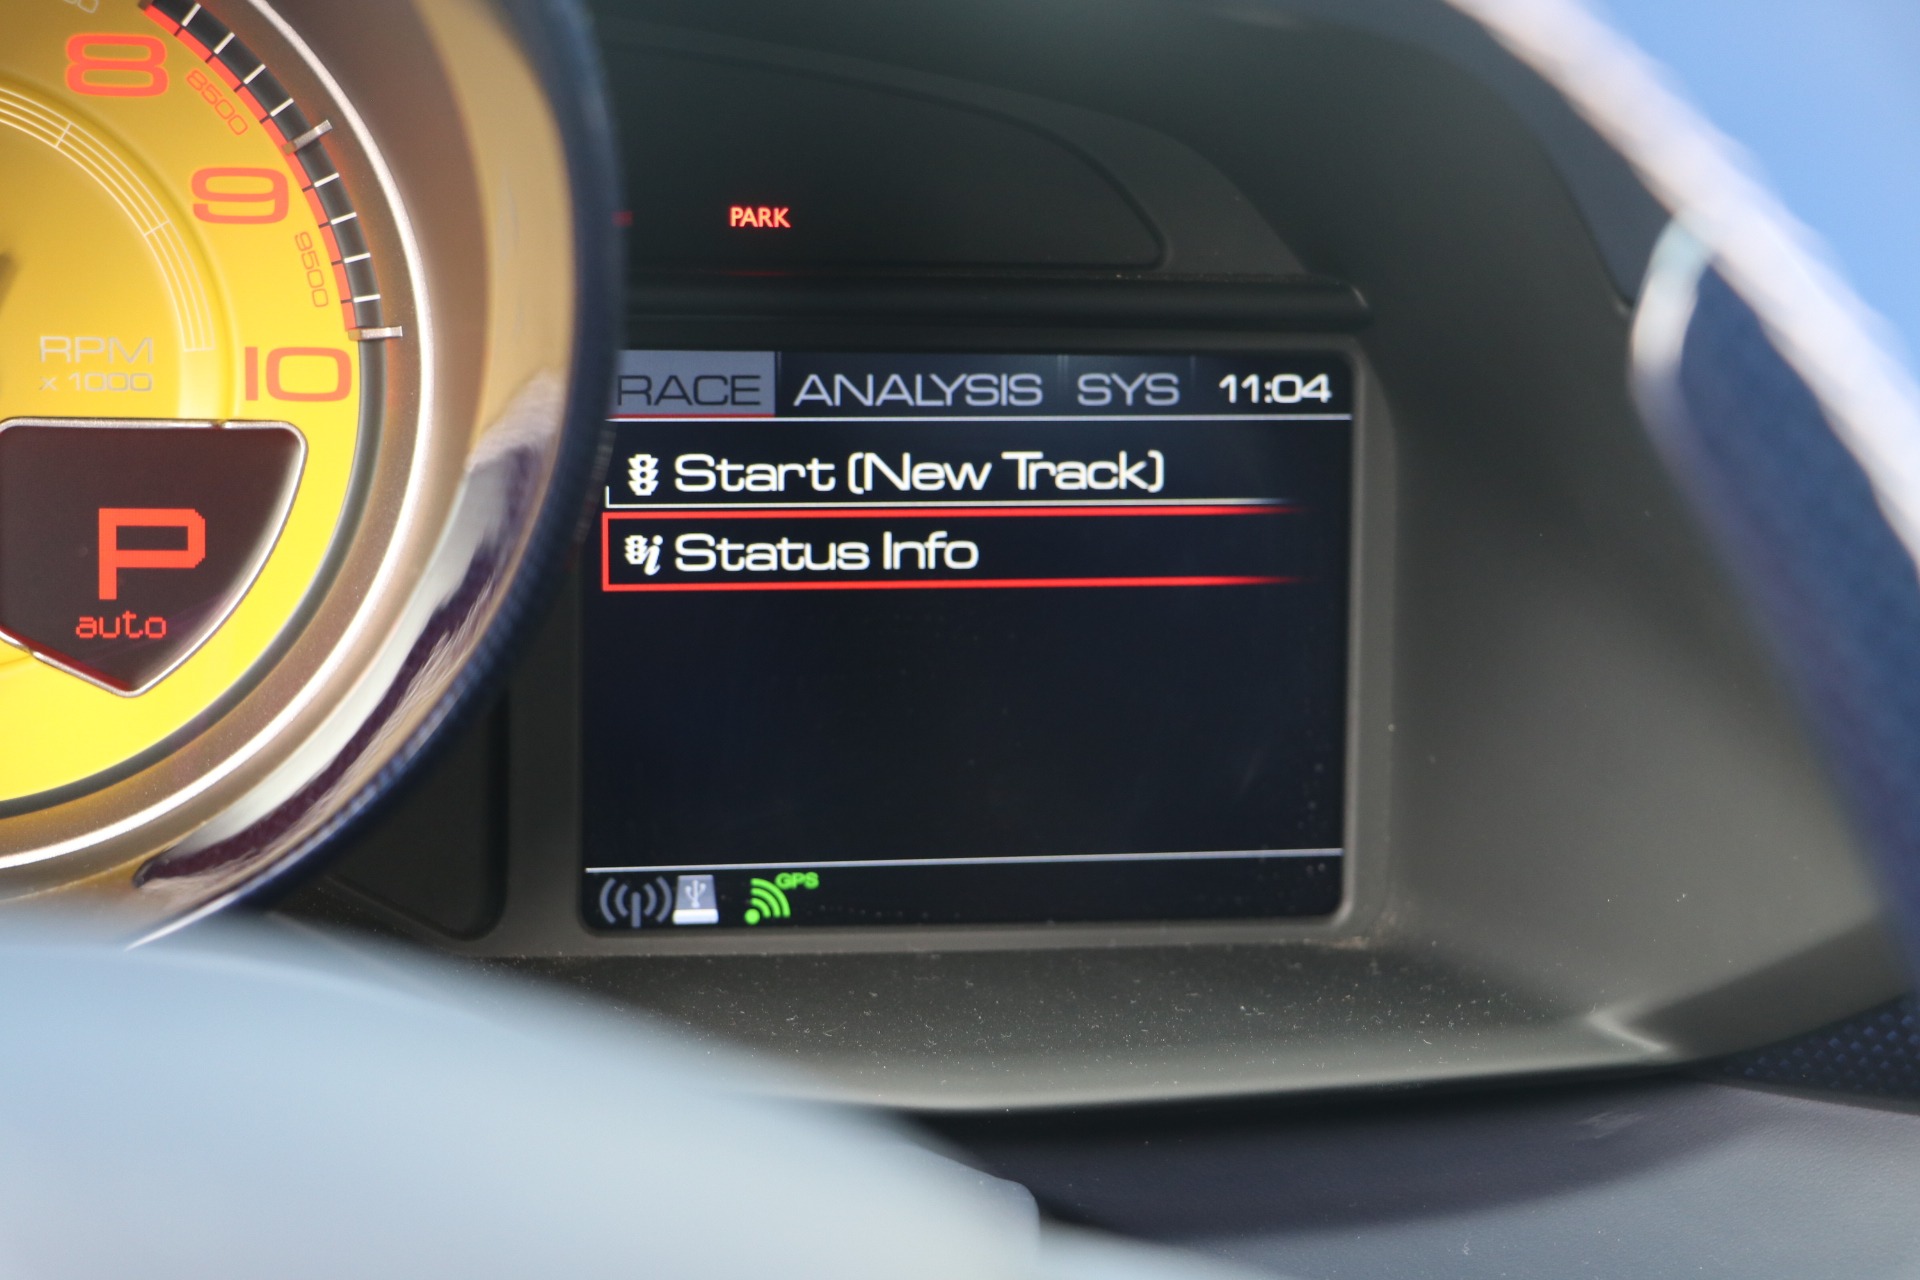 8
8500
9
9500
RPM
x 1000
10
P
auto
PARK
RACE ANALYSIS SYS 11:04
Start (New Track)
Status Info
GPS